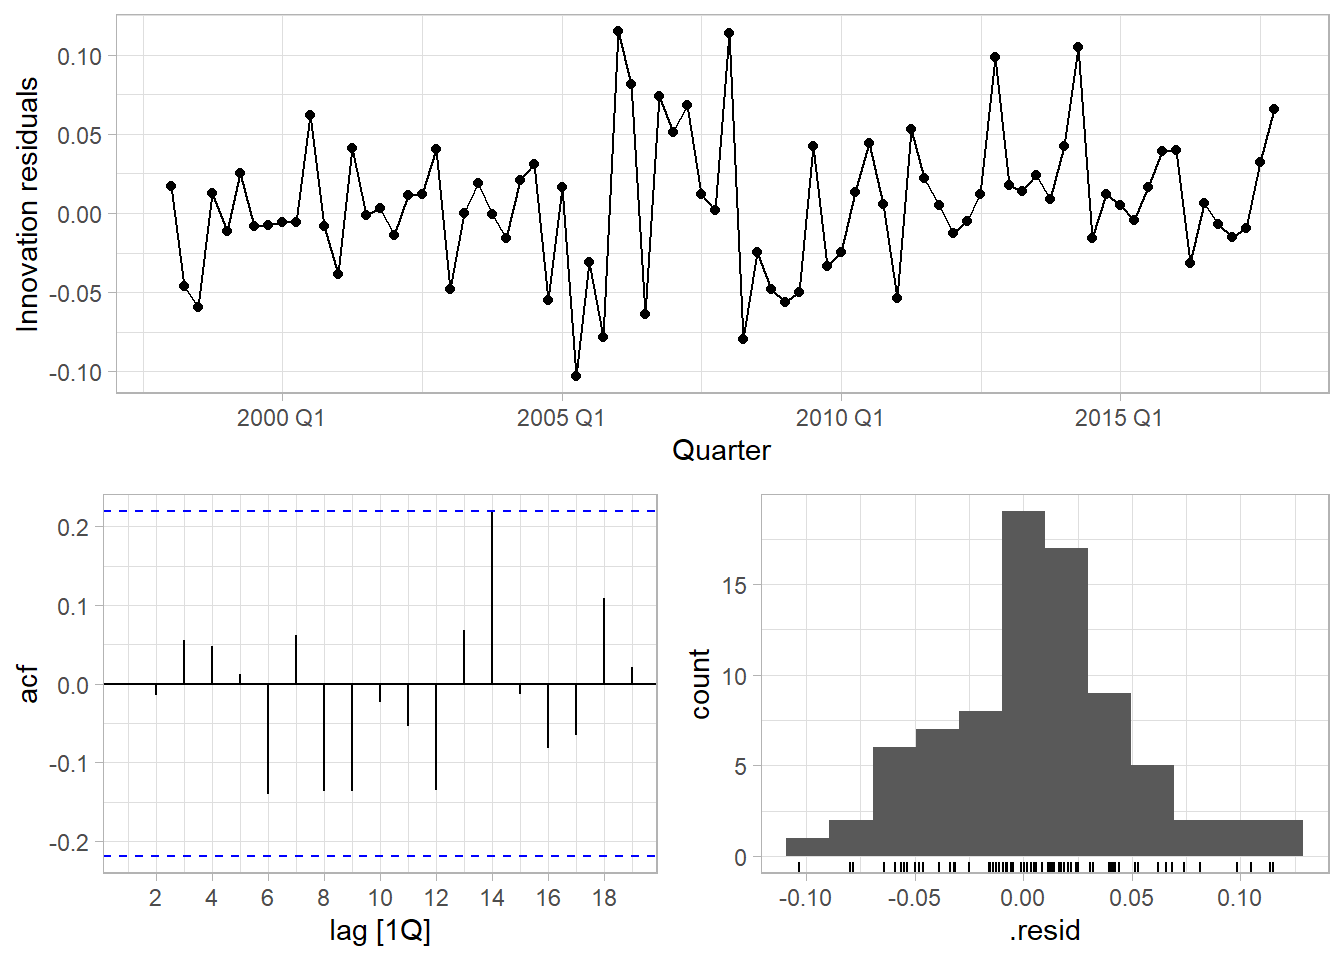 Innovation residuals
0.10
0.05
0.00
-0.05
-0.10
2000 Q1 2005 Q1 2010 Q1 2015 Q1
Quarter
acf
0.2
0.1
0.0
-0.1
-0.2
2 4 6 8 10 12 14 16 18
lag [1Q]
count
15
10
5
0
-0.10 -0.05 0.00 0.05 0.10
.resid